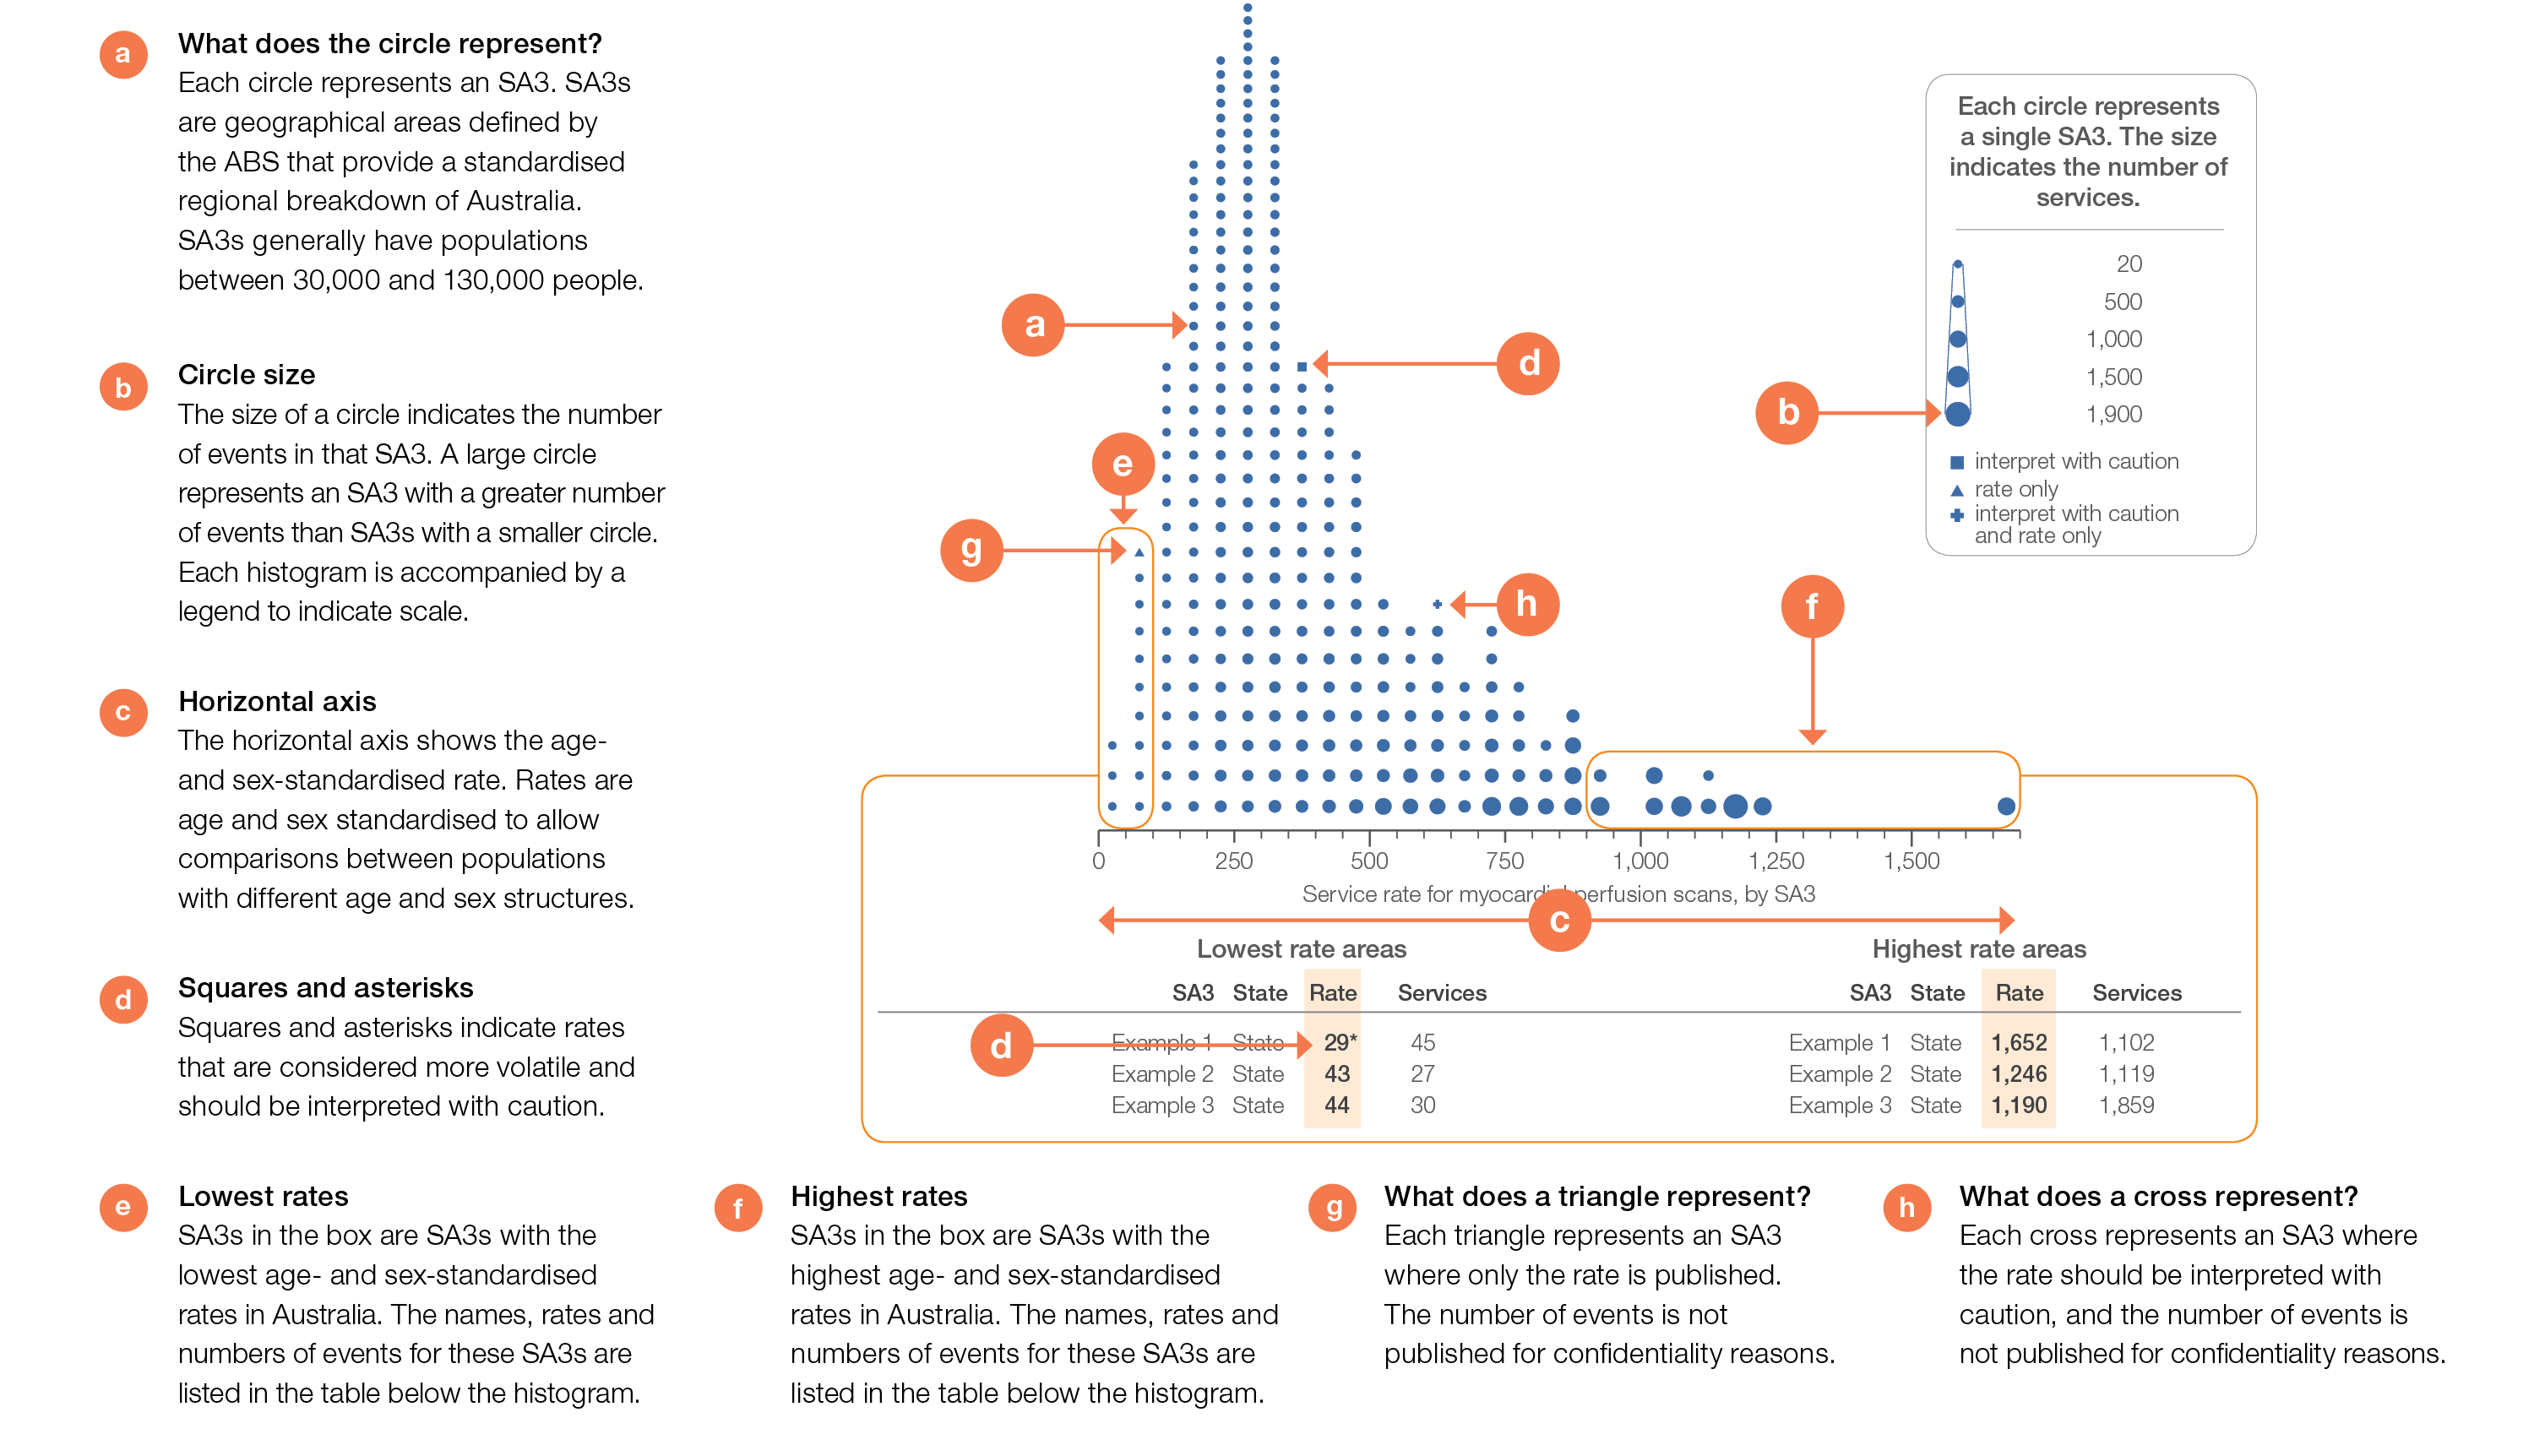 a
What does the circle represent?
Each circle represents an SA3. SA3s
are geographical areas defined by
the ABS that provide a standardised
regional breakdown of Australia.
SA3s generally have populations
between 30,000 and 130,000 people.
b
Circle size
The size of a circle indicates the number
of events in that SA3. A large circle
represents an SA3 with a greater number
of events than SA3s with a smaller circle.
Each histogram is accompanied by a
legend to indicate scale.
c
Horizontal axis
The horizontal axis shows the age-
and sex-standardised rate. Rates are
age and sex standardised to allow
comparisons between populations
with different age and sex structures.
d
Squares and asterisks
Squares and asterisks indicate rates
that are considered more volatile and
should be interpreted with caution.
e
Lowest rates
SA3s in the box are SA3s with the
lowest age- and sex-standardised
rates in Australia. The names, rates and
numbers of events for these SA3s are
listed in the table below the histogram.
f
Highest rates
SA3s in the box are SA3s with the
highest age- and sex-standardised
rates in Australia. The names, rates and
numbers of events for these SA3s are
listed in the table below the histogram.
g
What does a triangle represent?
Each triangle represents an SA3
where only the rate is published.
The number of events is not
published for confidentiality reasons.
h
What does a cross represent?
Each cross represents an SA3 where
the rate should be interpreted with
caution, and the number of events is
not published for confidentiality reasons.
a
d
e
g
h
f
b
Each circle represents
a single SA3. The size
indicates the number of
services.
20
500
1,000
1,500
1,900
interpret with caution
rate only
interpret with caution
and rate only
0 250 500 750 1,000 1,250 1,500
Service rate for myocardial perfusion scans, by SA3
c
Lowest rate areas
SA3 State Rate Services
d
Example 1 State 29* 45
Example 2 State 43 27
Example 3 State 44 30
Highest rate areas
SA3 State Rate Services
Example 1 State 1,652 1,102
Example 2 State 1,246 1,119
Example 3 State 1,190 1,859